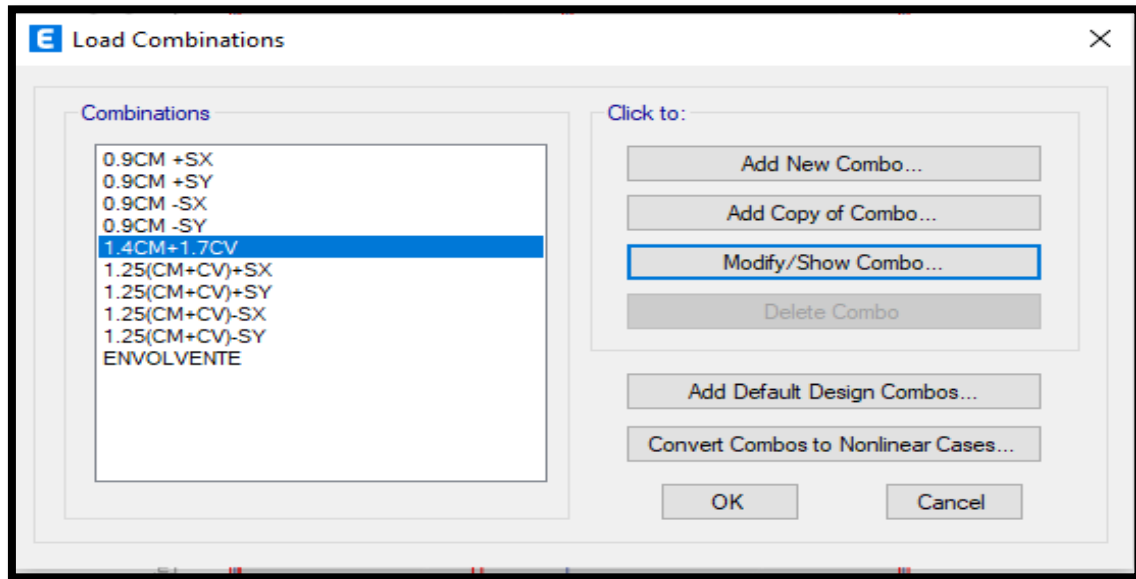 E Load Combinations
Combinations
0.9CM +SX
0.9CM +SY
0.9CM -SX
0.9CM -SY
1.4CM+1.7CV
1.25(CM+CV)+SX
1.25(CM+CV)+SY
1.25(CM+CV)-SX
1.25(CM+CV)-SY
ENVOLVENTE
Click to:
Add New Combo...
Add Copy of Combo...
Modify/Show Combo...
Delete Combo
Add Default Design Combos...
Convert Combos to Nonlinear Cases...
OK
Cancel